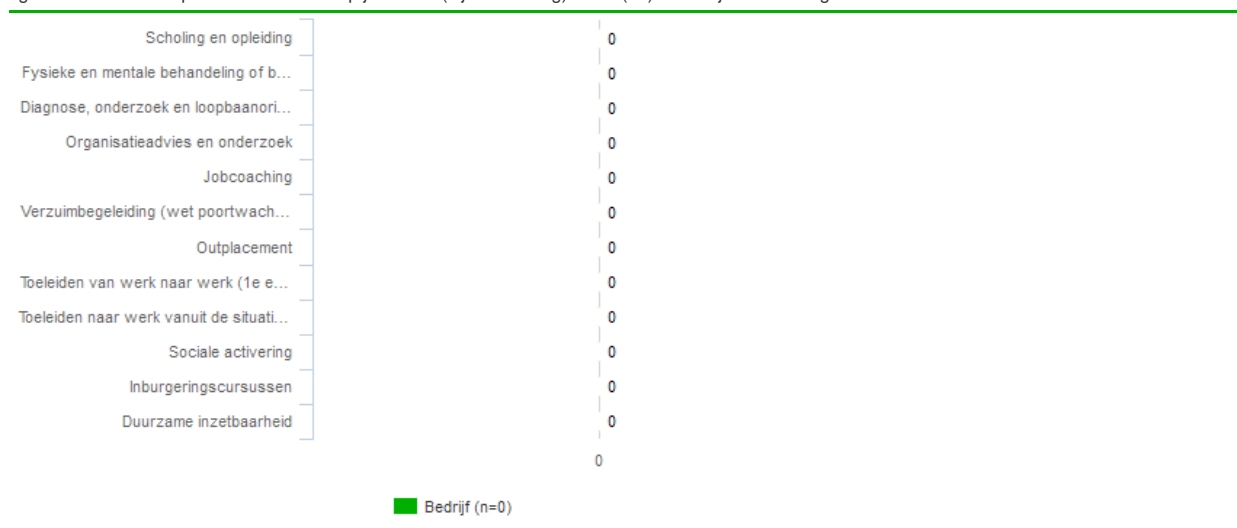 Scholing en opleiding 0
Fysieke en mentale behandeling of b... 0
Diagnose, onderzoek en loopbaanori... 0
Organisatieadvies en onderzoek 0
Jobcoaching 0
Verzuimbegeleiding (wet poortwach... 0
Outplacement 0
Toeleiden van werk naar werk (1e e... 0
Toeleiden naar werk vanuit de situati... 0
Sociale activering 0
Inburgeringscursussen 0
Duurzame inzetbaarheid 0
0
Bedrijf (n=0)